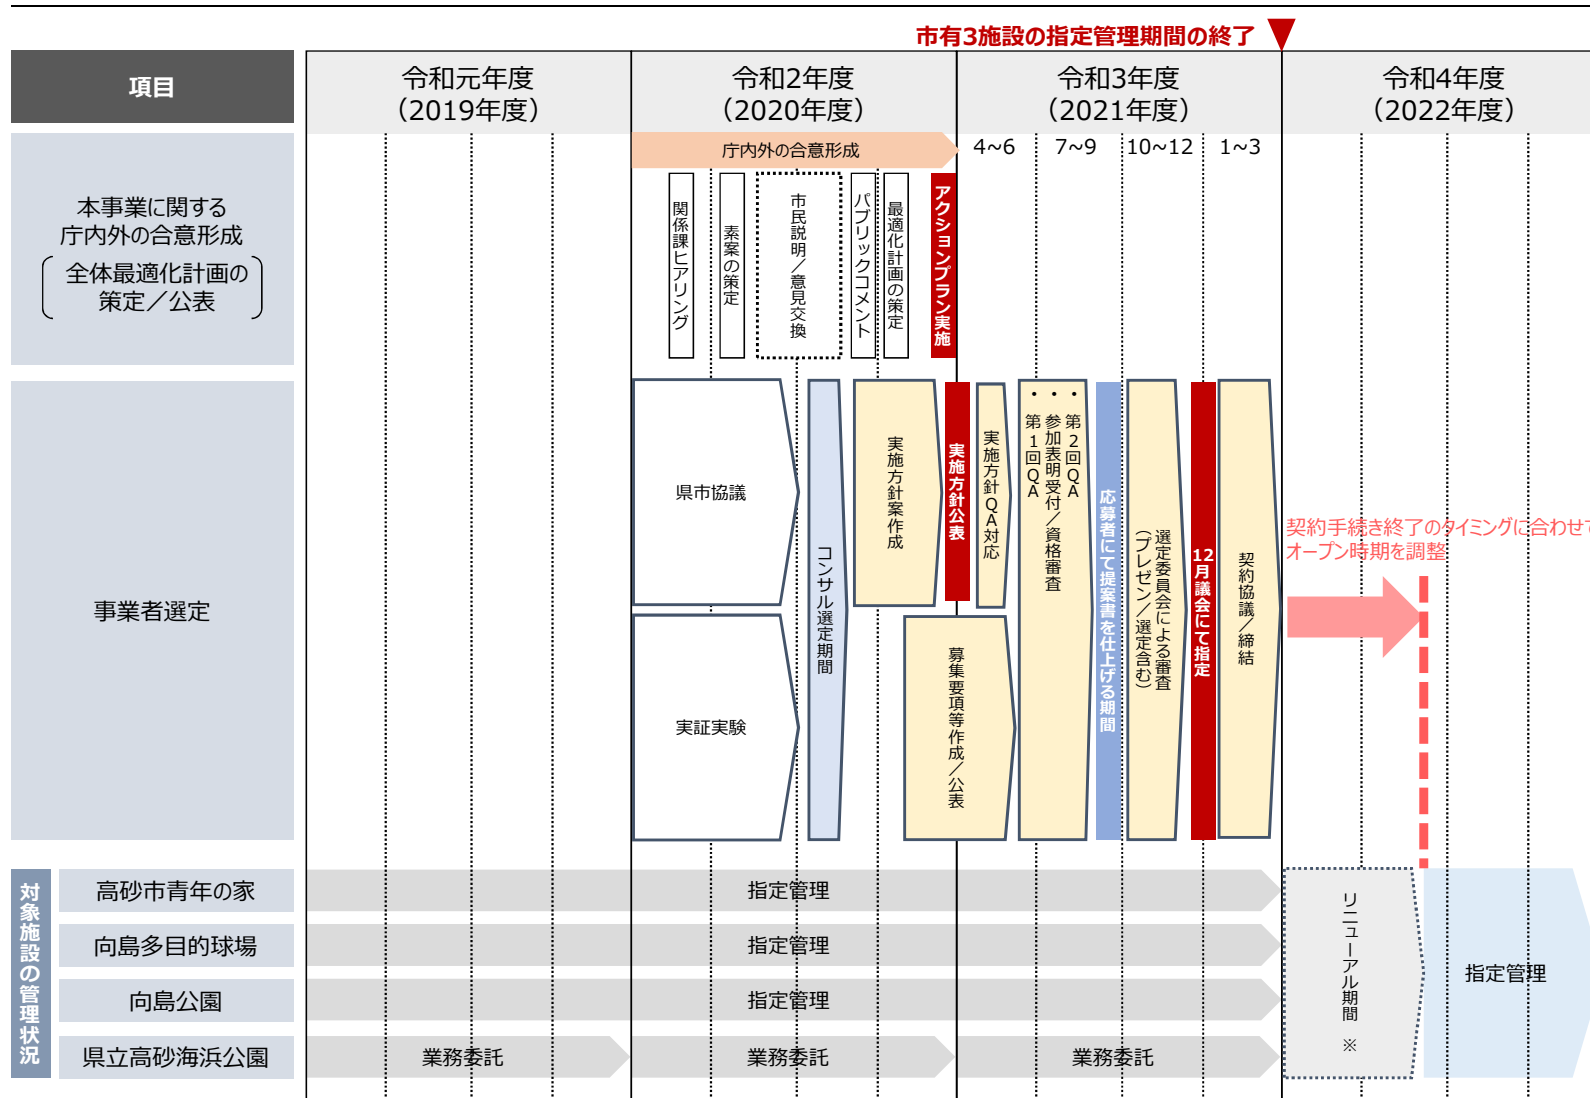 市有3施設の指定管理期間の終了
項目
令和元年度
（2019年度）
令和2年度
（2020年度）
令和3年度
（2021年度）
令和4年度
（2022年度）
本事業に関する
庁内外の合意形成
全体最適化計画の
策定／公表
庁内外の合意形成
4~6
7~9
10~12
1~3
関係課ヒアリング
素案の策定
市民説明／意見交換
パブリックコメント
最適化計画の策定
アクションプラン実施
事業者選定
県市協議
実証実験
コンサル選定期間
実施方針案作成
実施方針公表
実施方針QA対応
募集要項等作成／公表
・第1回QA
・参加表明受付／資格審査
・第2回QA
応募者にて提案書を仕上げる期間
選定委員会による審査
（プレゼン／選定含む）
12月議会にて指定
契約協議／締結
契約手続き終了のタイミングに合わせて
オープン時期を調整
対象施設の管理状況
高砂市青年の家
指定管理
向島多目的球場
指定管理
向島公園
指定管理
県立高砂海浜公園
業務委託
業務委託
業務委託
リニューアル期間 ※
指定管理